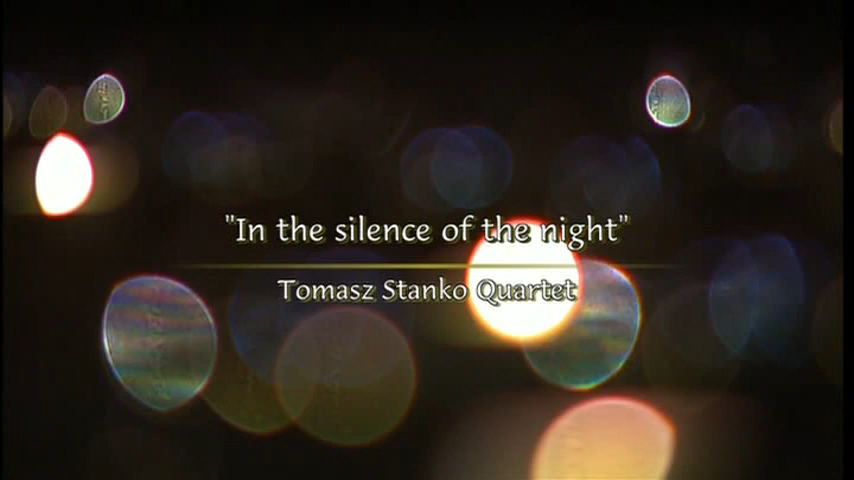 "In the silence of the night"
Tomasz Stanko Quartet